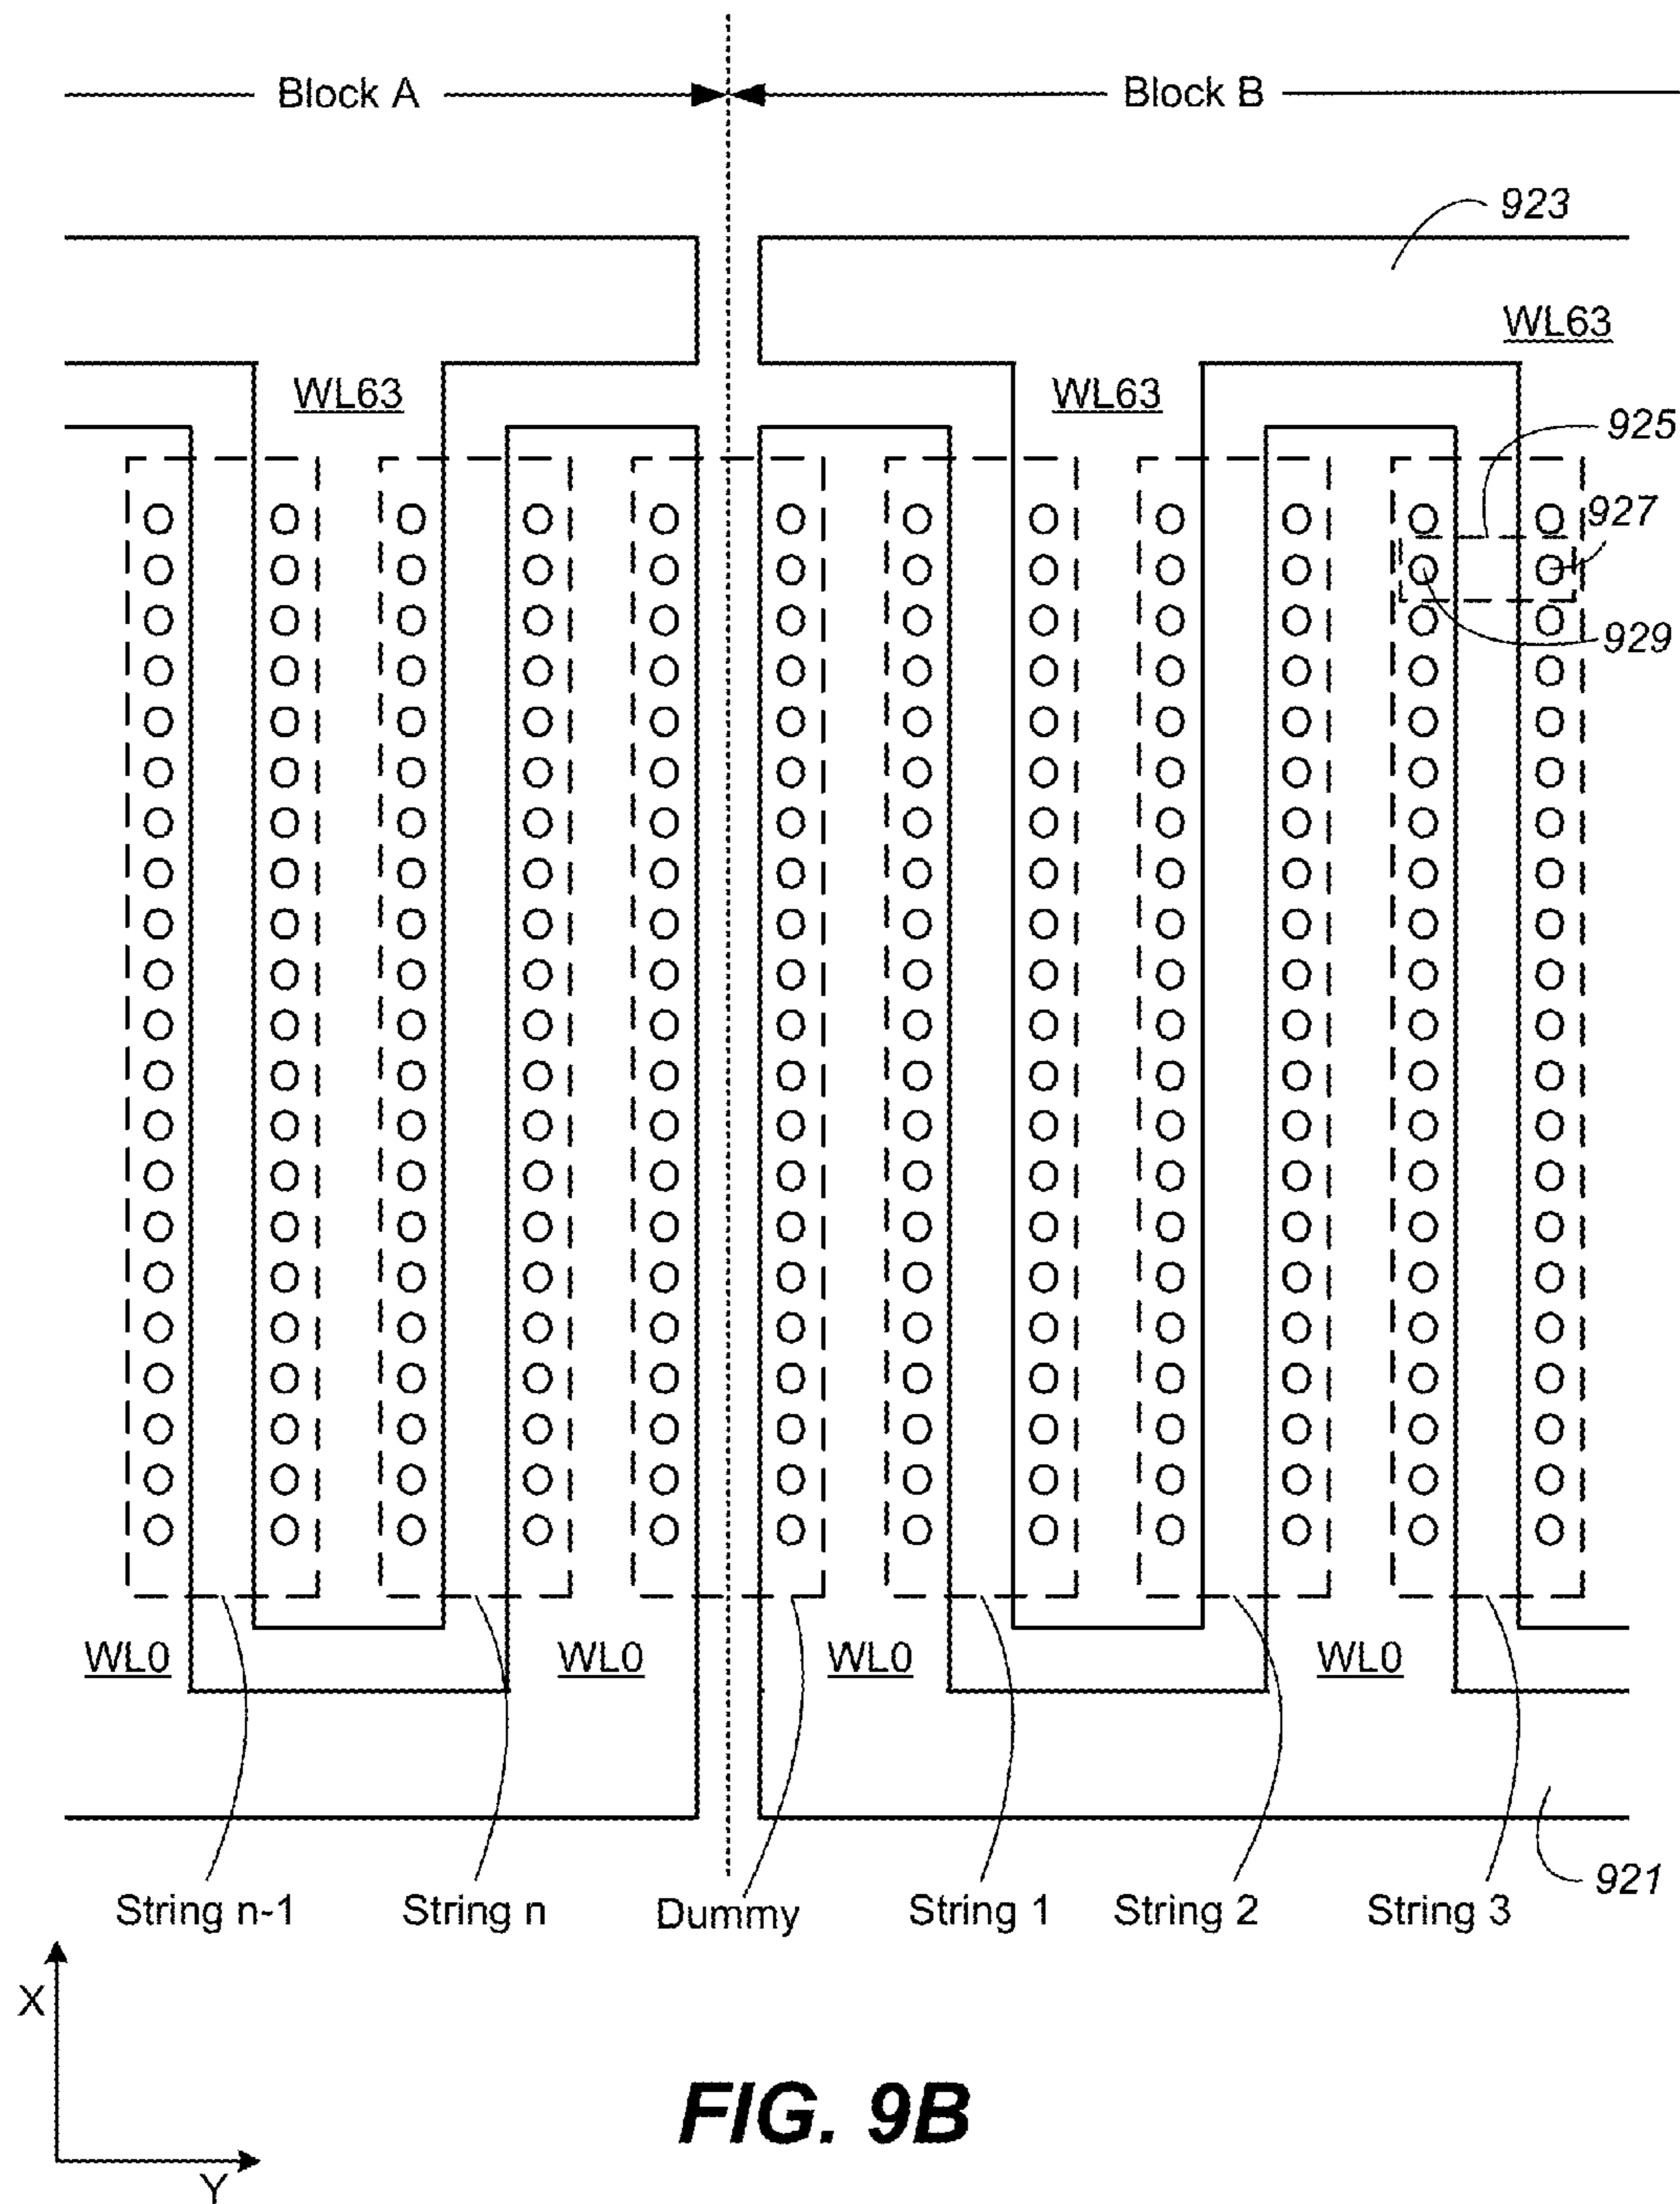 Block A
Block B
923
WL63
WL63
WL63
925
927
929
WL0
WL0
WL0
WL0
921
String n-1
String n
Dummy
String 1
String 2
String 3
X
Y
FIG. 9B